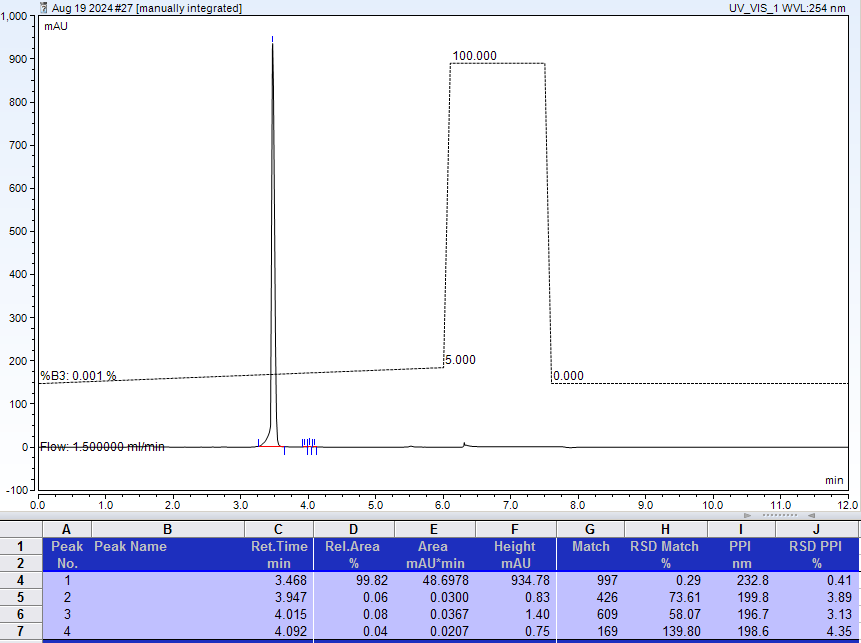 Aug 19 2024 #27 [manually integrated] UV_VIS_1 WVL:254 nm
1,000 mAU
900
100.000
800
700
600
500
400
300
200
5.000
%B3: 0.001 %
0.000
100
0
Flow: 1.500000 ml/min
min
-100
0.0 1.0 2.0 3.0 4.0 5.0 6.0 7.0 8.0 9.0 10.0 11.0 12.0
A B C D E F G H I J
1 Peak Peak Name Ret.Time Rel.Area Area Height Match RSD Match PPI RSD PPI
2 No. min % mAU*min mAU % nm %
4 1 3.468 99.82 48.6978 934.78 997 0.29 232.8 0.41
5 2 3.947 0.06 0.0300 0.83 426 73.61 199.8 3.89
6 3 4.015 0.08 0.0367 1.40 609 58.07 196.7 3.13
7 4 4.092 0.04 0.0207 0.75 169 139.80 198.6 4.35